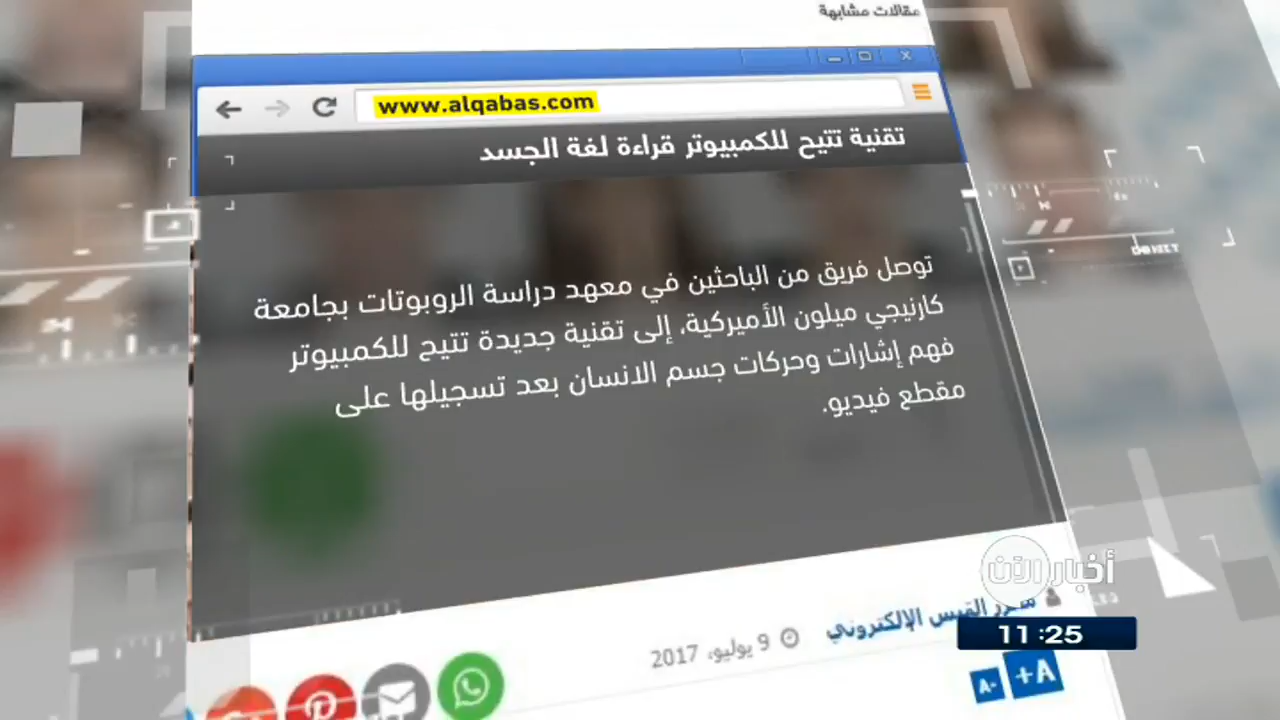 مقالات مشابهة
www.alqabas.com
تقنية تتيح للكمبيوتر قراءة لغة الجسد
توصل فريق من الباحثين في معهد دراسة الروبوتات بجامعة
كارنيجي ميلون الأميركية، إلى تقنية جديدة تتيح للكمبيوتر
فهم إشارات وحركات جسم الانسان بعد تسجيلها على
مقطع فيديو.
أخبار الآن
محرر القبس الإلكتروني
11:25
9 يوليو، 2017
A- +A